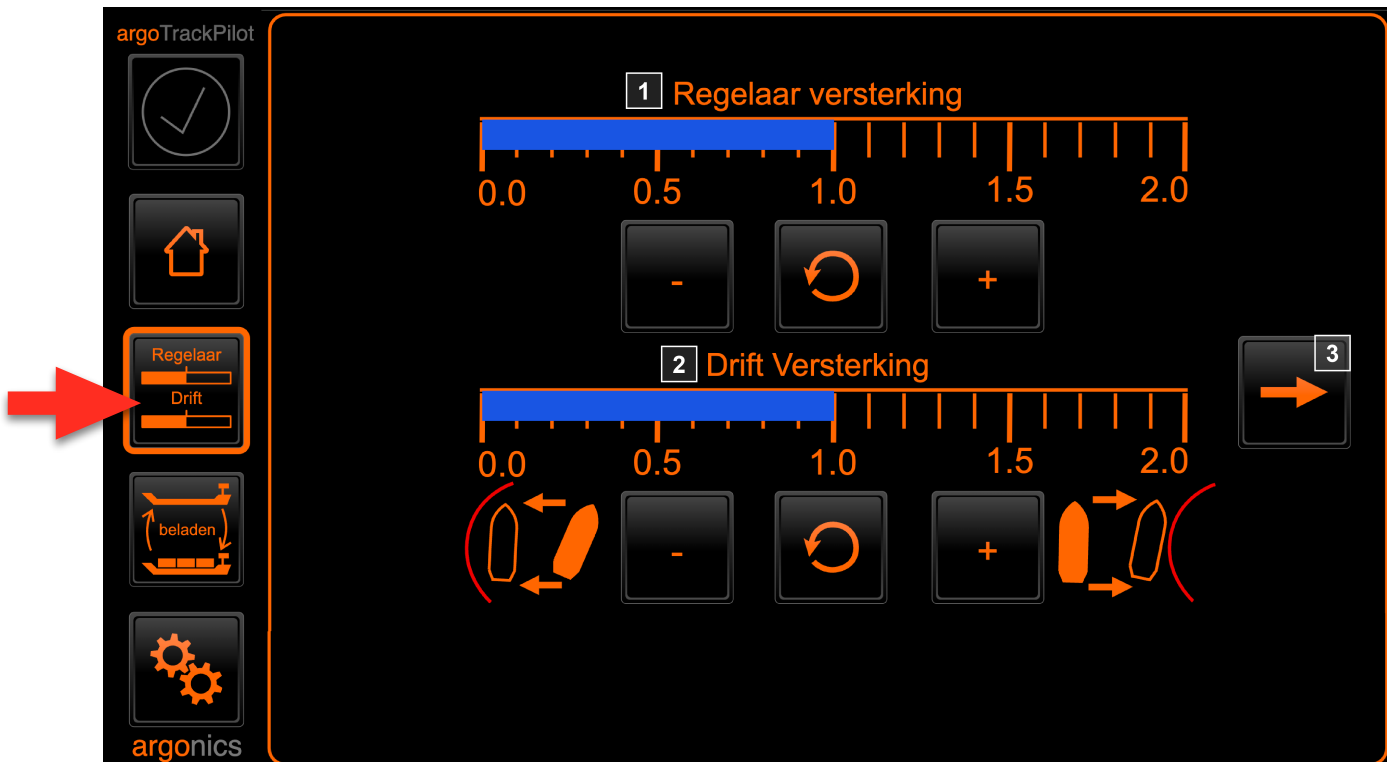 argoTrackPilot
Regelaar
Drift
beladen
argonics
1 Regelaar versterking
0.0 0.5 1.0 1.5 2.0
- +
2 Drift Versterking
0.0 0.5 1.0 1.5 2.0
- +
3